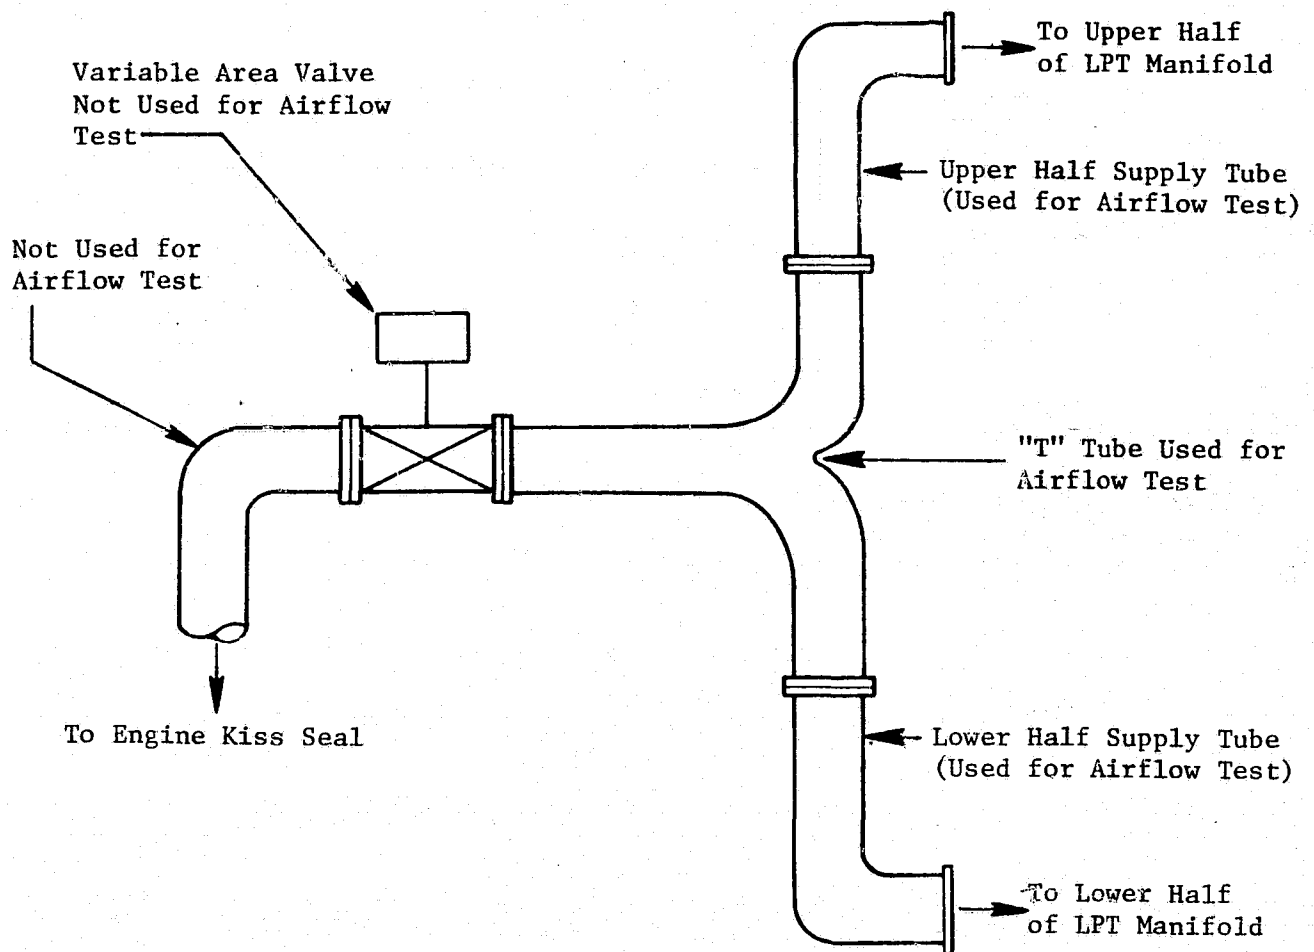 To Upper Half
of LPT Manifold
Variable Area Valve
Not Used for Airflow
Test
Upper Half Supply Tube
(Used for Airflow Test)
Not Used for
Airflow Test
"T" Tube Used for
Airflow Test
To Engine Kiss Seal
Lower Half Supply Tube
(Used for Airflow Test)
To Lower Half
of LPT Manifold